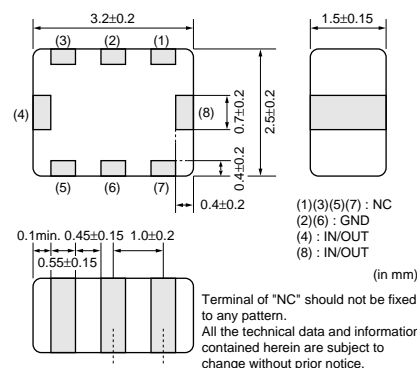 3.2±0.2
1.5±0.15
(3) (2) (1)
(4)
(8)
0.7±0.2
2.5±0.2
(5) (6) (7)
0.4±0.2
0.4±0.2
(1)(3)(5)(7) : NC
(2)(6) : GND
(4) : IN/OUT
(8) : IN/OUT
(in mm)
0.1min. 0.45±0.15 1.0±0.2
0.55±0.15
Terminal of "NC" should not be fixed
to any pattern.
All the technical data and information
contained herein are subject to
change without prior notice.